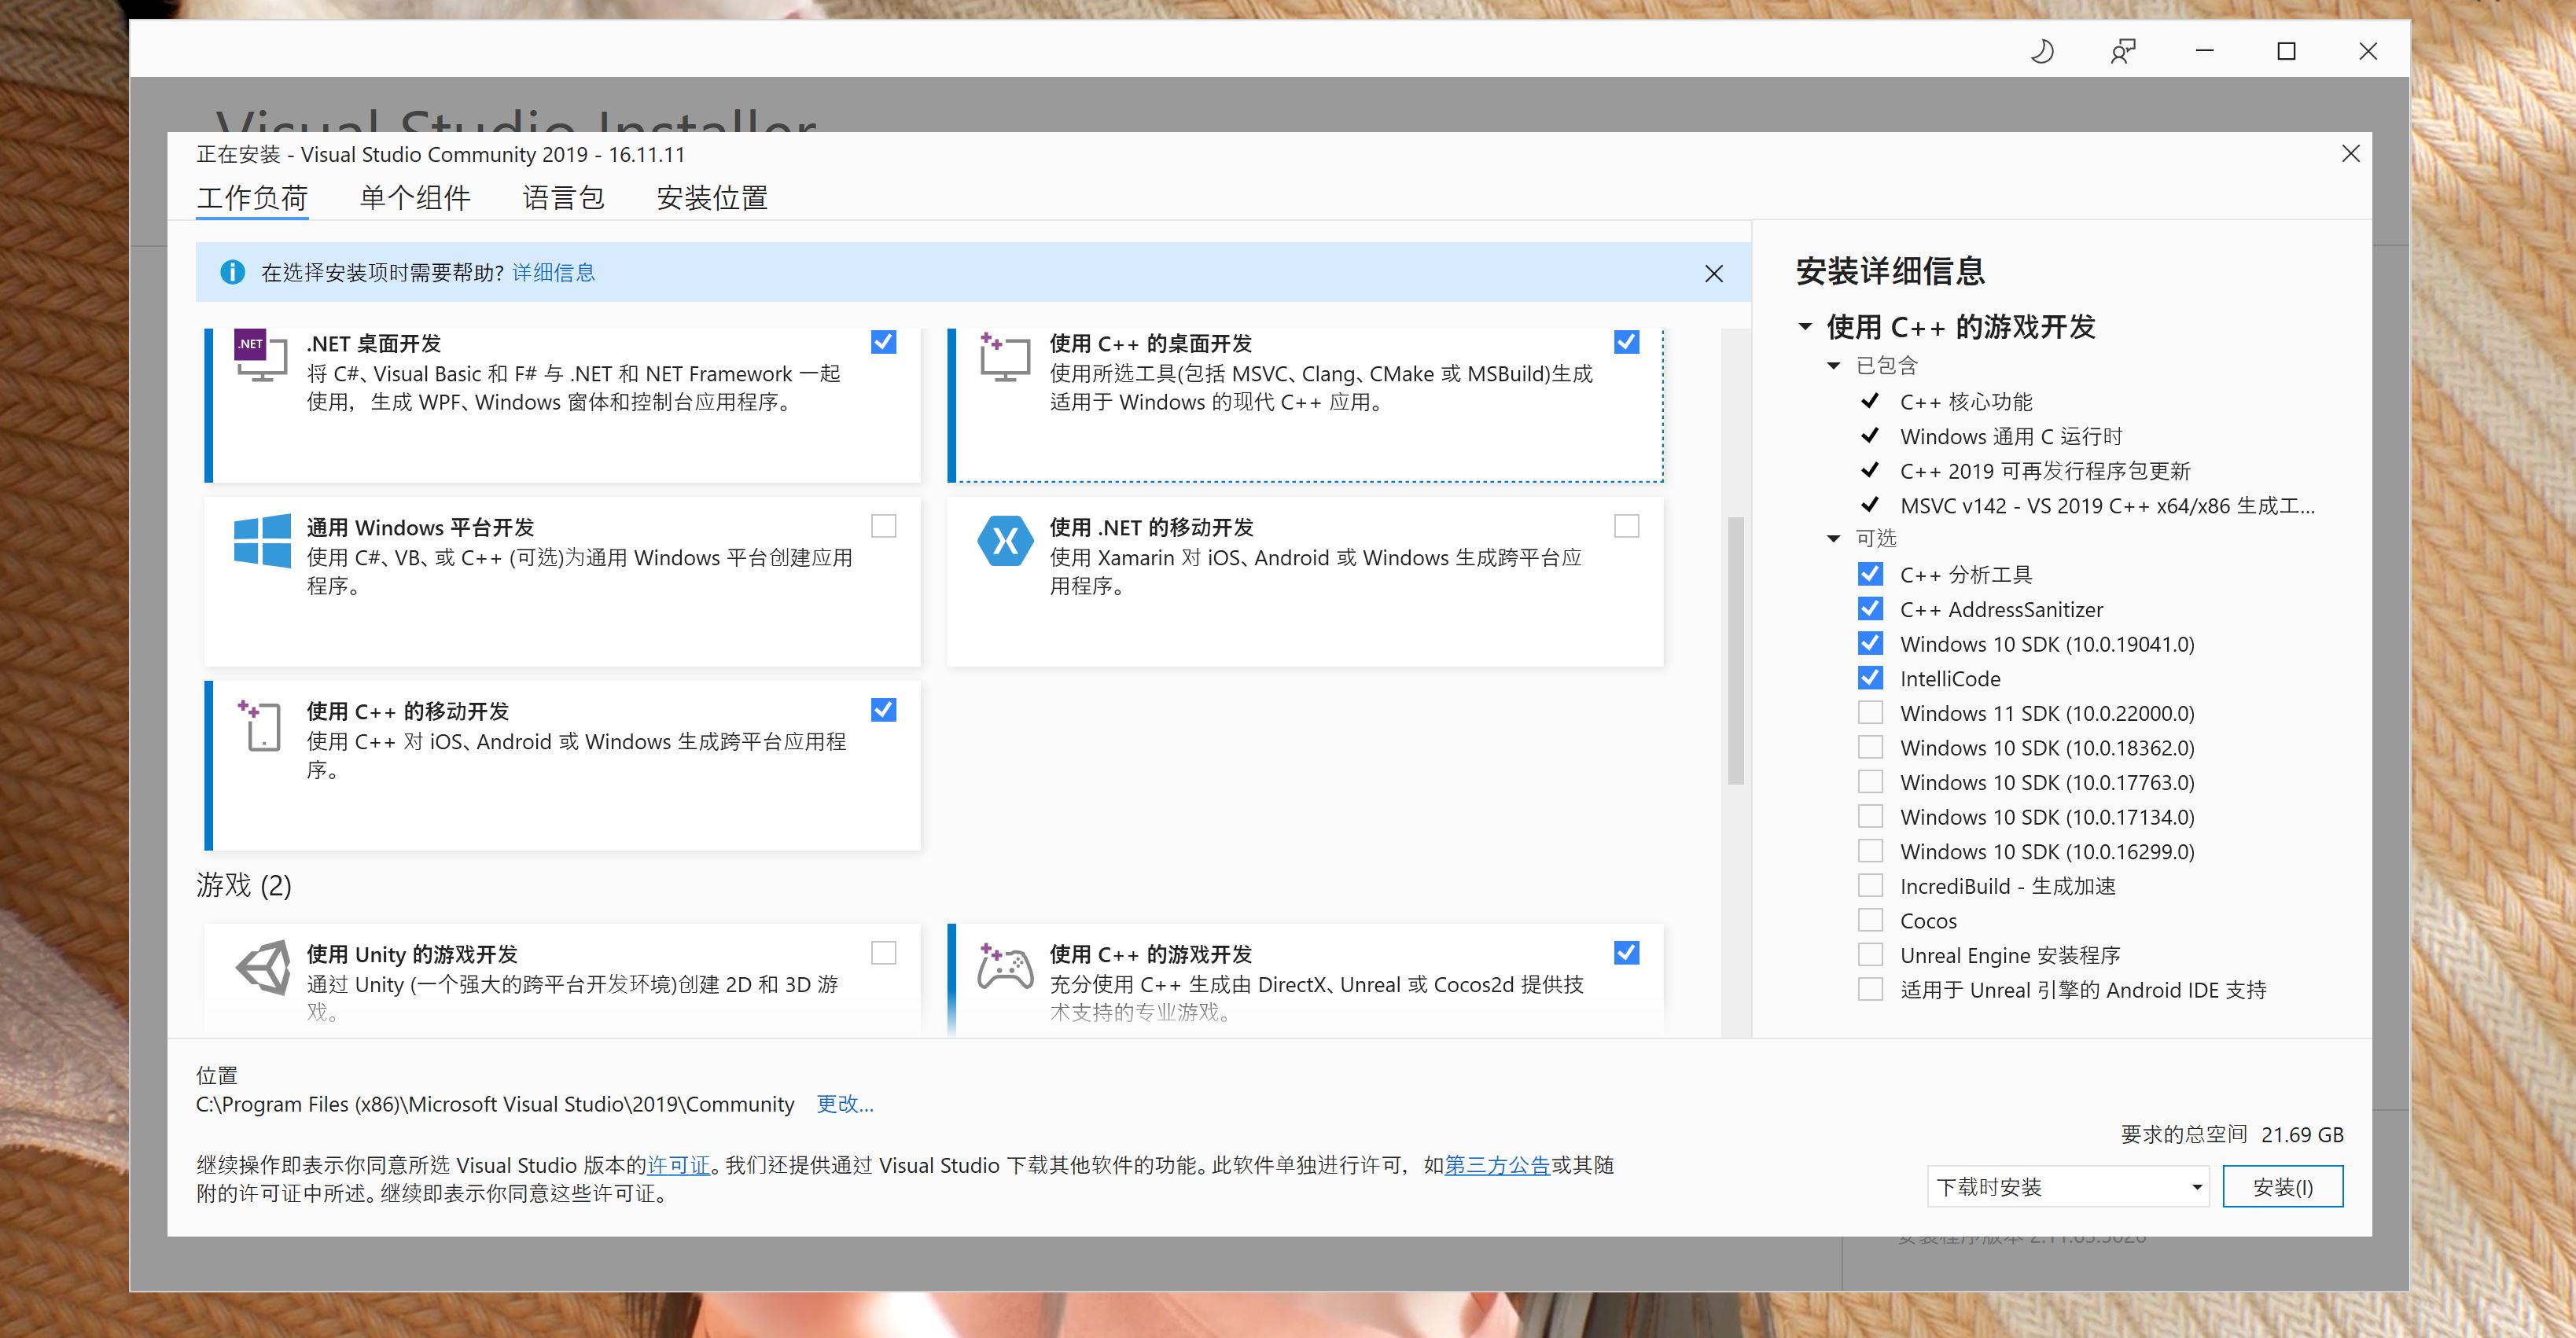 Visual Studio Installer
正在安装 - Visual Studio Community 2019 - 16.11.11
工作负荷
单个组件
语言包
安装位置
在选择安装项时需要帮助? 详细信息
.NET
.NET 桌面开发
将 C#、Visual Basic 和 F# 与 .NET 和 NET Framework 一起
使用，生成 WPF、Windows 窗体和控制台应用程序。
使用 C++ 的桌面开发
使用所选工具(包括 MSVC、Clang、CMake 或 MSBuild)生成
适用于 Windows 的现代 C++ 应用。
通用 Windows 平台开发
使用 C#、VB、或 C++ (可选)为通用 Windows 平台创建应用
程序。
使用 .NET 的移动开发
使用 Xamarin 对 iOS、Android 或 Windows 生成跨平台应
用程序。
使用 C++ 的移动开发
使用 C++ 对 iOS、Android 或 Windows 生成跨平台应用程
序。
游戏 (2)
使用 Unity 的游戏开发
通过 Unity (一个强大的跨平台开发环境)创建 2D 和 3D 游
戏。
使用 C++ 的游戏开发
充分使用 C++ 生成由 DirectX、Unreal 或 Cocos2d 提供技
术支持的专业游戏。
安装详细信息
使用 C++ 的游戏开发
已包含
C++ 核心功能
Windows 通用 C 运行时
C++ 2019 可再发行程序包更新
MSVC v142 - VS 2019 C++ x64/x86 生成工...
可选
C++ 分析工具
C++ AddressSanitizer
Windows 10 SDK (10.0.19041.0)
IntelliCode
Windows 11 SDK (10.0.22000.0)
Windows 10 SDK (10.0.18362.0)
Windows 10 SDK (10.0.17763.0)
Windows 10 SDK (10.0.17134.0)
Windows 10 SDK (10.0.16299.0)
IncrediBuild - 生成加速
Cocos
Unreal Engine 安装程序
适用于 Unreal 引擎的 Android IDE 支持
位置
C:\Program Files (x86)\Microsoft Visual Studio\2019\Community 更改...
继续操作即表示你同意所选 Visual Studio 版本的许可证。我们还提供通过 Visual Studio 下载其他软件的功能。此软件单独进行许可，如第三方公告或其随
附的许可证中所述。继续即表示你同意这些许可证。
要求的总空间 21.69 GB
下载时安装
安装(I)
安装程序版本